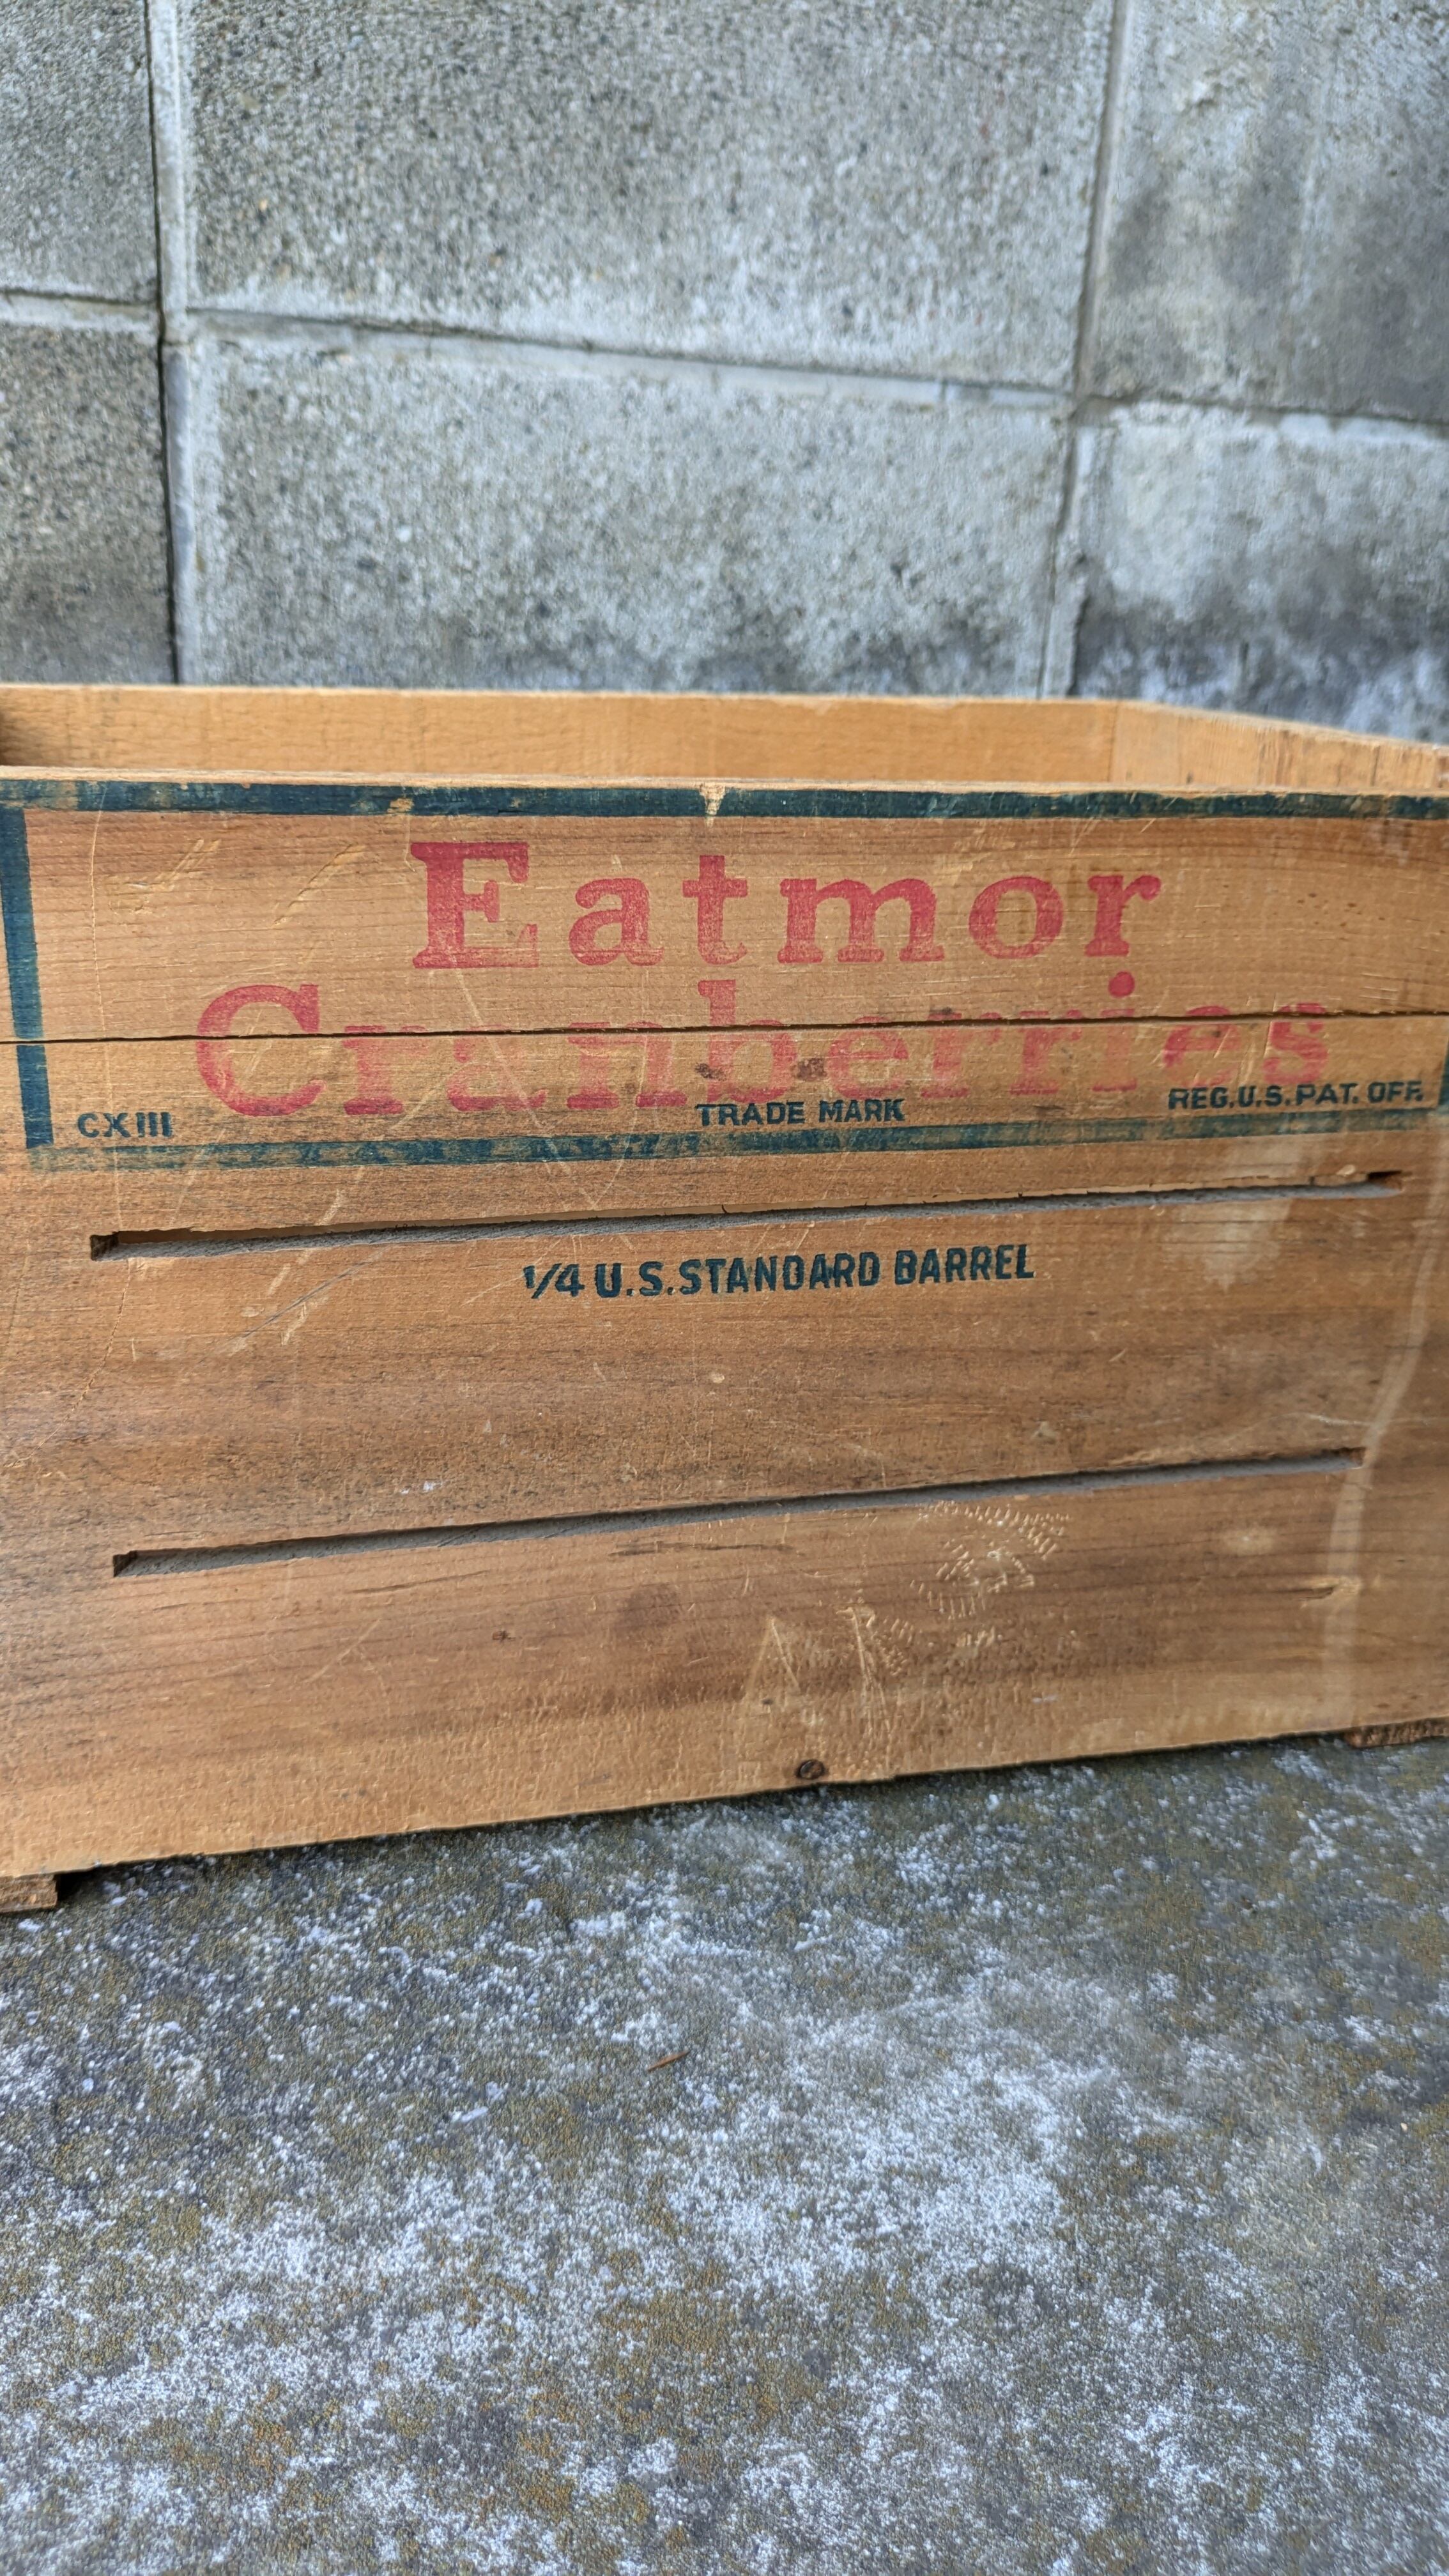 Eatmor
Cranberries
CXIII TRADE MARK REG. U.S. PAT. OFF.
1/4 U.S. STANDARD BARREL